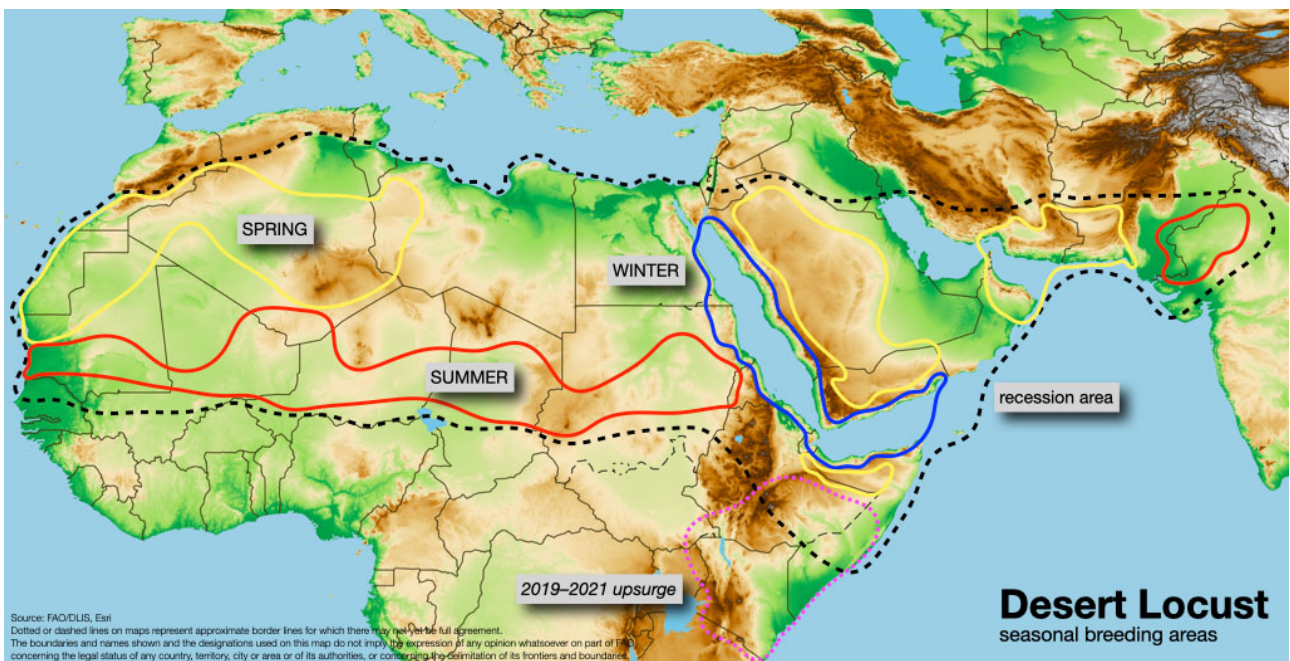 SPRING
WINTER
SUMMER
recession area
2019–2021 upsurge
Desert Locust
seasonal breeding areas
Source: FAO/DLIS, Esri
Dotted or dashed lines on maps represent approximate border lines for which there may not yet be full agreement.
The boundaries and names shown and the designations used on this map do not imply the expression of any opinion whatsoever on part of FAO
concerning the legal status of any country, territory, city or area or of its authorities, or concerning the delimitation of its frontiers and boundaries.